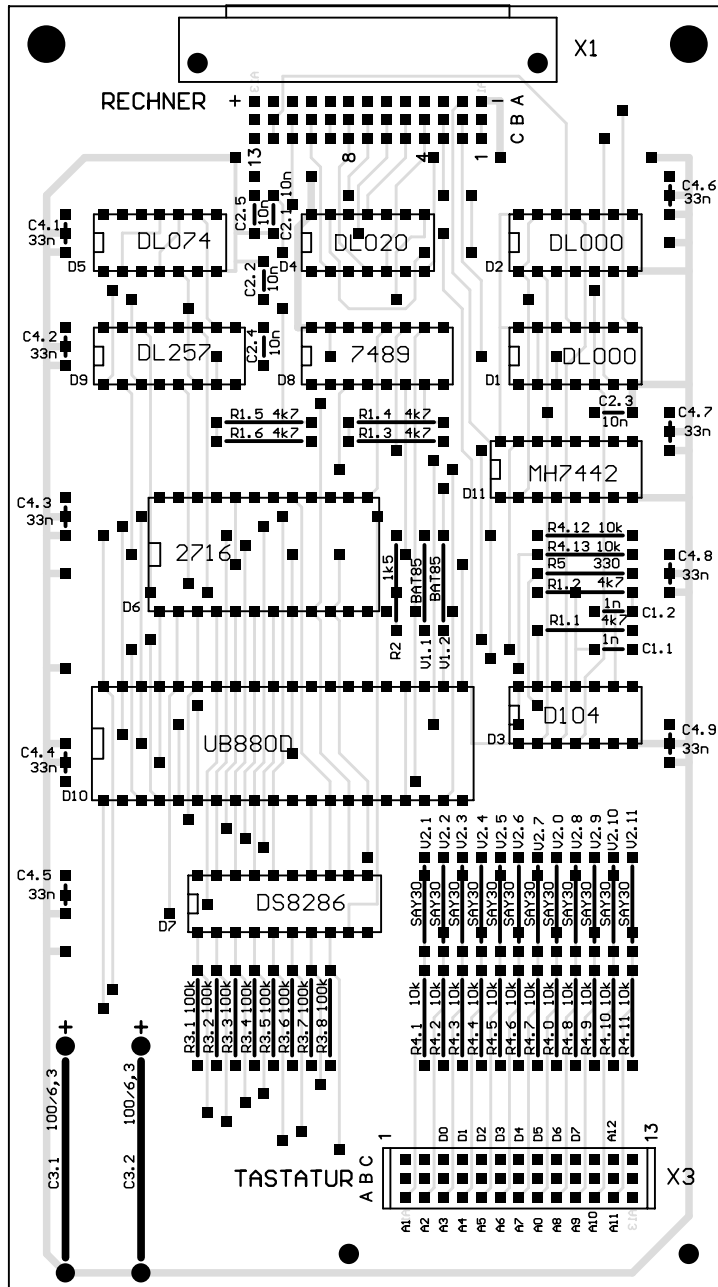 X1
RECHNER + - A
B
C
13 8 4 1
C4.1
33n
D5
DL074
C2.5
10n
C2.1
10n
D4
DL020
D2
DL000
C4.6
33n
C2.2
10n
C4.2
33n
D9
DL257
C2.4
10n
D8
7489
D1
DL000
C2.3
10n
C4.7
33n
R1.5 4k7
R1.6 4k7
R1.4 4k7
R1.3 4k7
D11
MH7442
C4.3
33n
D6
2716
1k5
R2
BAT85
V1.1
BAT85
V1.2
R4.12 10k
R4.13 10k
R5 330
R1.2 4k7
1n C1.2
R1.1 4k7
1n C1.1
C4.8
33n
C4.4
33n
D10
UB880D
D3
D104
C4.9
33n
C4.5
33n
D7
DS8286
V2.1 V2.2 V2.3 V2.4 V2.5 V2.6 V2.7 V2.0 V2.8 V2.9 V2.10 V2.11
SAY30 SAY30 SAY30 SAY30 SAY30 SAY30 SAY30 SAY30 SAY30 SAY30 SAY30 SAY30
R3.1 100k
R3.2 100k
R3.3 100k
R3.4 100k
R3.5 100k
R3.6 100k
R3.7 100k
R3.8 100k
R4.1 10k
R4.2 10k
R4.3 10k
R4.4 10k
R4.5 10k
R4.6 10k
R4.7 10k
R4.0 10k
R4.8 10k
R4.9 10k
R4.10 10k
R4.11 10k
+
C3.1 100/6,3
+
C3.2 100/6,3
1 D0 D1 D2 D3 D4 D5 D6 D7 A12 13
TASTATUR
A B C
X3
A1 A2 A3 A4 A5 A6 A7 A0 A8 A9 A10 A11 A13